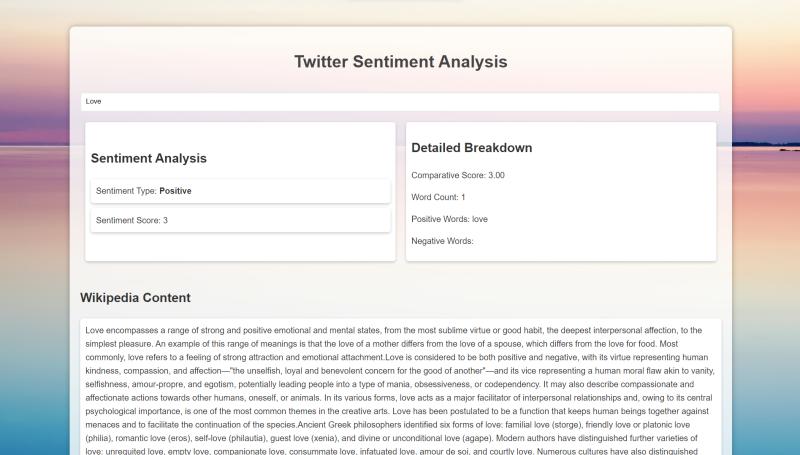 Twitter Sentiment Analysis
Love
Sentiment Analysis
Sentiment Type: Positive
Sentiment Score: 3
Detailed Breakdown
Comparative Score: 3.00
Word Count: 1
Positive Words: love
Negative Words:
Wikipedia Content
Love encompasses a range of strong and positive emotional and mental states, from the most sublime virtue or good habit, the deepest interpersonal affection, to the
simplest pleasure. An example of this range of meanings is that the love of a mother differs from the love of a spouse, which differs from the love for food. Most
commonly, love refers to a feeling of strong attraction and emotional attachment.Love is considered to be both positive and negative, with its virtue representing human
kindness, compassion, and affection—"the unselfish, loyal and benevolent concern for the good of another"—and its vice representing a human moral flaw akin to vanity,
selfishness, amour-propre, and egotism, potentially leading people into a type of mania, obsessiveness, or codependency. It may also describe compassionate and
affectionate actions towards other humans, oneself, or animals. In its various forms, love acts as a major facilitator of interpersonal relationships and, owing to its central
psychological importance, is one of the most common themes in the creative arts. Love has been postulated to be a function that keeps human beings together against
menaces and to facilitate the continuation of the species.Ancient Greek philosophers identified six forms of love: familial love (storge), friendly love or platonic love
(philia), romantic love (eros), self-love (philautia), guest love (xenia), and divine or unconditional love (agape). Modern authors have distinguished further varieties of
love: unrequited love, empty love, companionate love, consummate love, infatuated love, amour de soi, and courtly love. Numerous cultures have also distinguished